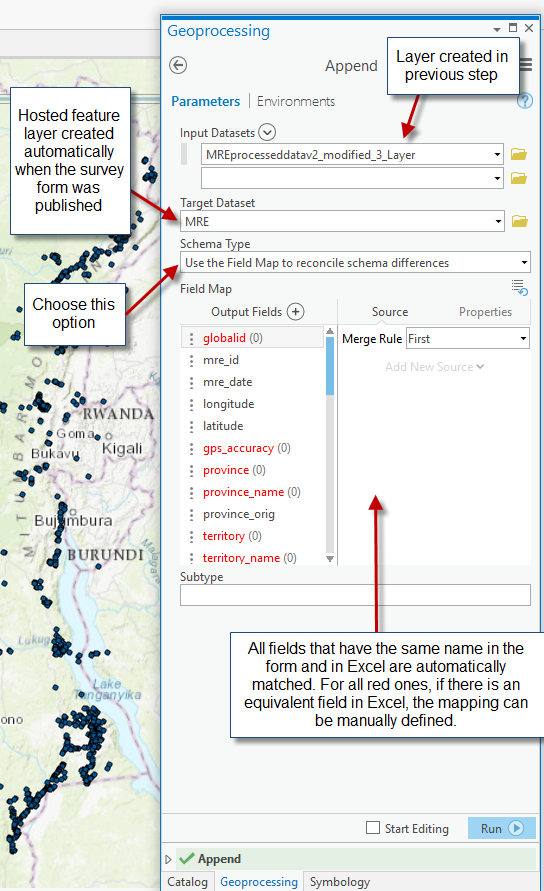 Geoprocessing
Append
Layer created in
previous step
Parameters
Environments
Hosted feature
layer created
automatically
when the survey
form was
published
Input Datasets
MREprocesseddatav2_modified_3_Layer
Target Dataset
MRE
Schema Type
Use the Field Map to reconcile schema differences
Choose this
option
Field Map
Output Fields
Source
Properties
globalid (0)
Merge Rule
First
mre_id
Add New Source
mre_date
longitude
latitude
gps_accuracy (0)
province (0)
province_name (0)
province_orig
territory (0)
territory_name (0)
Subtype
All fields that have the same name in the
form and in Excel are automatically
matched. For all red ones, if there is an
equivalent field in Excel, the mapping can
be manually defined.
Start Editing
Run
Append
Catalog
Geoprocessing
Symbology
MITUMBAR MO
RWANDA
Goma
Kigali
Bukavu
Bujumbura
BURUNDI
Malagaras
Lukug
Lake
Tanganyika
ono